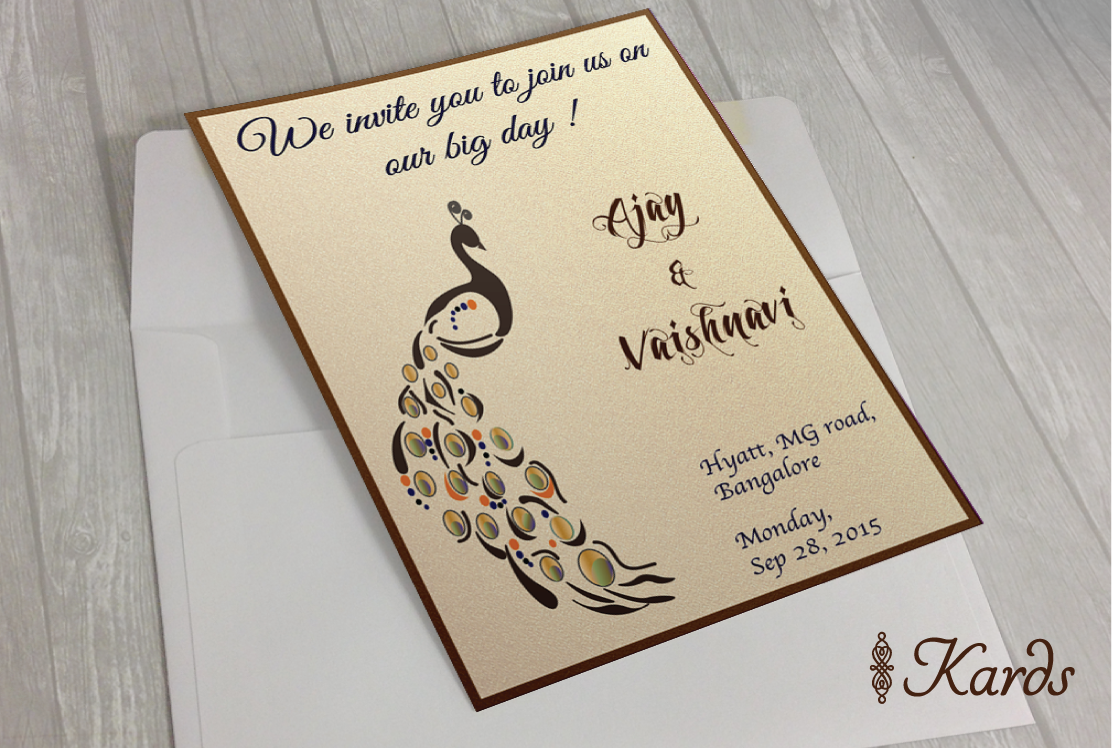 We invite you to join us on
our big day !
Ajay
&
Vaishnavi
Hyatt, MG road,
Bangalore
Monday,
Sep 28, 2015
Kards